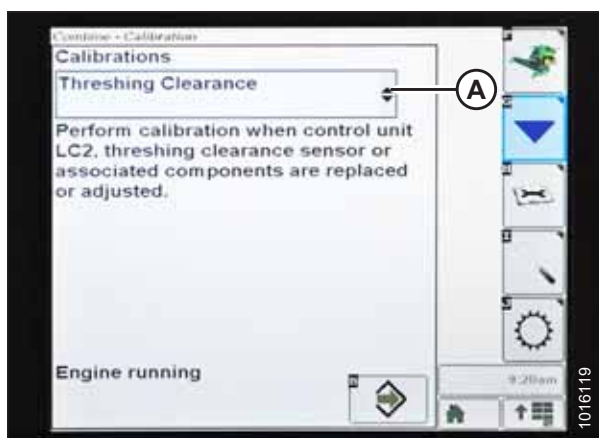 Combine - Calibration
Calibrations
Threshing Clearance
A
Perform calibration when control unit
LC2, threshing clearance sensor or
associated components are replaced
or adjusted.
Engine running
9:20am
1016119